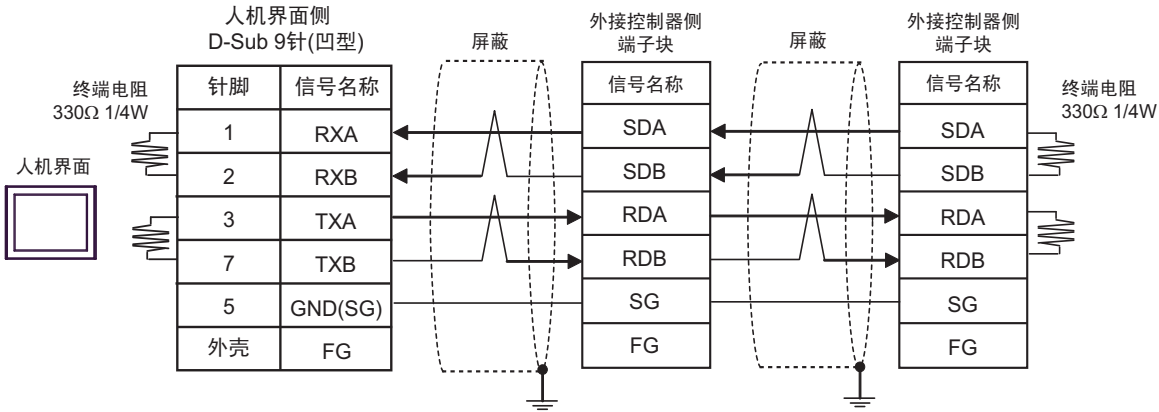 人机界面侧
D-Sub 9针(凹型)
屏蔽
外接控制器侧
端子块
屏蔽
外接控制器侧
端子块
终端电阻
330Ω 1/4W
针脚 信号名称
信号名称
信号名称
终端电阻
330Ω 1/4W
人机界面
1 RXA
SDA
SDA
2 RXB
SDB
SDB
3 TXA
RDA
RDA
7 TXB
RDB
RDB
5 GND(SG)
SG
SG
外壳 FG
FG
FG